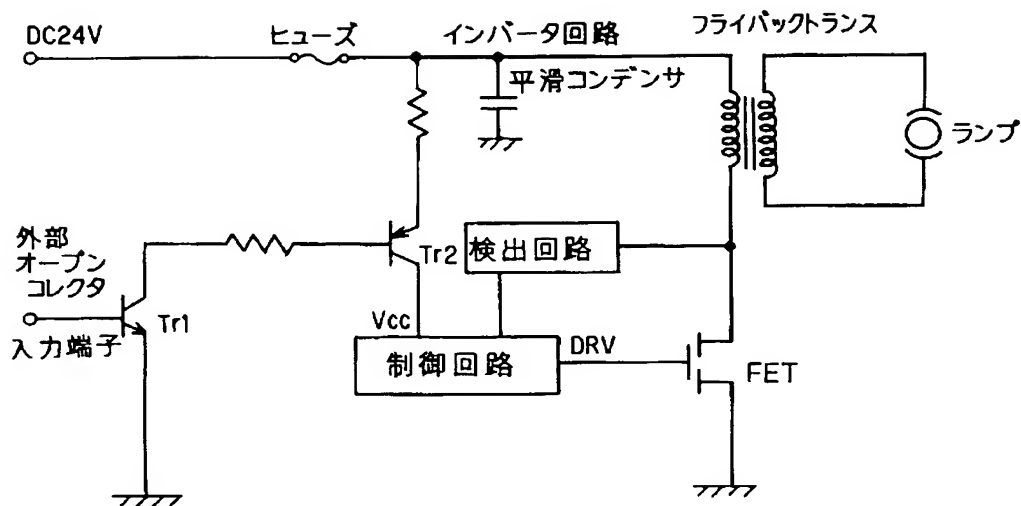 DC24V
ヒューズ
インバータ回路
フライバックトランス
平滑コンデンサ
ランプ
外部
オープン
コレクタ
入力端子
Tr1
Tr2
検出回路
Vcc
制御回路
DRV
FET